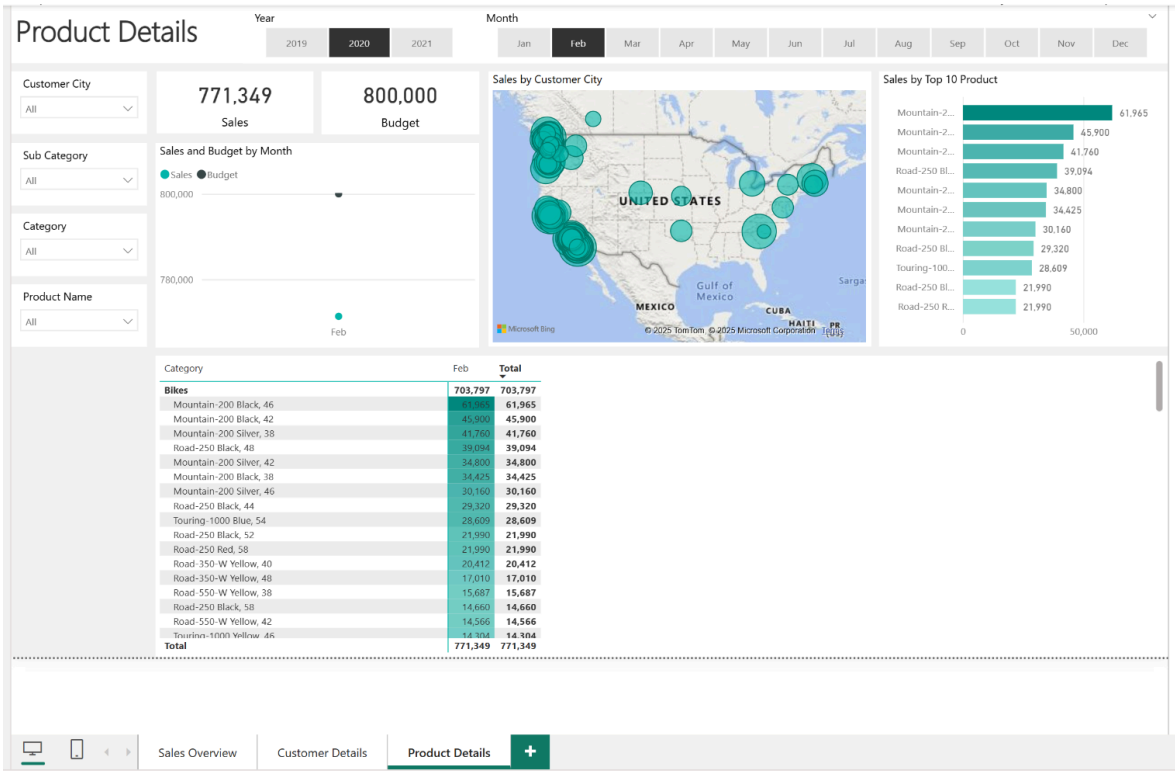 Product Details
Year
2019 2020 2021
Month
Jan Feb Mar Apr May Jun Jul Aug Sep Oct Nov Dec
Customer City
All
Sub Category
All
Category
All
Product Name
All
771,349
Sales
800,000
Budget
Sales and Budget by Month
Sales Budget
800,000
780,000
Feb
Sales by Customer City
UNITED STATES
MEXICO
Gulf of
Mexico
CUBA
HAITI
PR
(US)
Sargas
Microsoft Bing
© 2025 TomTom, © 2025 Microsoft Corporation Terms
Sales by Top 10 Product
Mountain-2... 61,965
Mountain-2... 45,900
Mountain-2... 41,760
Road-250 Bl... 39,094
Mountain-2... 34,800
Mountain-2... 34,425
Mountain-2... 30,160
Road-250 Bl... 29,320
Touring-100... 28,609
Road-250 Bl... 21,990
Road-250 R... 21,990
0 50,000
Category Feb Total
Bikes 703,797 703,797
Mountain-200 Black, 46 61,965 61,965
Mountain-200 Black, 42 45,900 45,900
Mountain-200 Silver, 38 41,760 41,760
Road-250 Black, 48 39,094 39,094
Mountain-200 Silver, 42 34,800 34,800
Mountain-200 Black, 38 34,425 34,425
Mountain-200 Silver, 46 30,160 30,160
Road-250 Black, 44 29,320 29,320
Touring-1000 Blue, 54 28,609 28,609
Road-250 Black, 52 21,990 21,990
Road-250 Red, 58 21,990 21,990
Road-350-W Yellow, 40 20,412 20,412
Road-350-W Yellow, 48 17,010 17,010
Road-550-W Yellow, 38 15,687 15,687
Road-250 Black, 58 14,660 14,660
Road-550-W Yellow, 42 14,566 14,566
Touring-1000 Yellow, 46 14,304 14,304
Total 771,349 771,349
Sales Overview Customer Details Product Details +